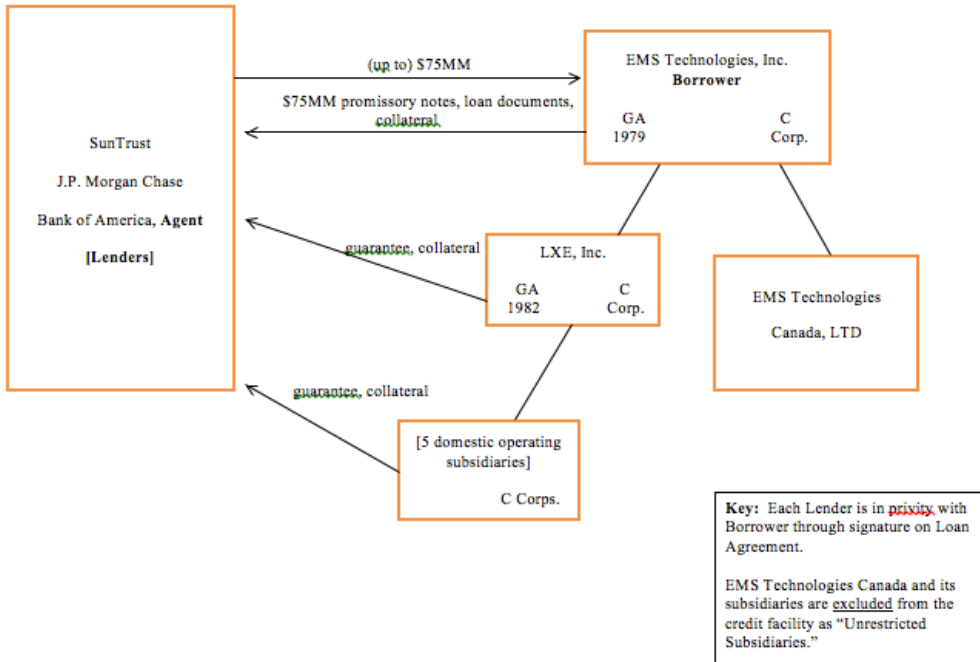 (up to) $75MM
$75MM promissory notes, loan documents,
collateral
EMS Technologies, Inc.
Borrower
GA C
1979 Corp.
SunTrust
J.P. Morgan Chase
Bank of America, Agent
[Lenders]
guarantee, collateral
LXE, Inc.
GA C
1982 Corp.
EMS Technologies
Canada, LTD
guarantee, collateral
[5 domestic operating
subsidiaries]
C Corps.
Key: Each Lender is in privity with
Borrower through signature on Loan
Agreement.
EMS Technologies Canada and its
subsidiaries are excluded from the
credit facility as “Unrestricted
Subsidiaries.”